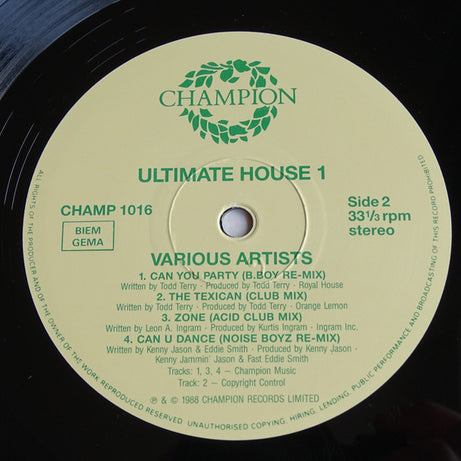 CHAMPION
ULTIMATE HOUSE 1
CHAMP 1016
BIEM
GEMA
Side 2
33⅓ rpm
stereo
VARIOUS ARTISTS
1. CAN YOU PARTY (B.BOY RE-MIX)
Written by Todd Terry · Produced by Todd Terry · Royal House
2. THE TEXICAN (CLUB MIX)
Written by Todd Terry · Produced by Todd Terry · Orange Lemon
3. ZONE (ACID CLUB MIX)
Written by Leon A. Ingram · Produced by Kurtis Ingram · Ingram Inc.
4. CAN U DANCE (NOISE BOYZ RE-MIX)
Written by Kenny Jason & Eddie Smith · Produced by Kenny Jason ·
Kenny Jammin' Jason & Fast Eddie Smith
Tracks: 1, 3, 4 – Champion Music
Track: 2 – Copyright Control
℗ & © 1988 CHAMPION RECORDS LIMITED
ALL RIGHTS OF THE PRODUCER AND OF THE OWNER OF THE WORK REPRODUCED RESERVED. UNAUTHORISED COPYING, HIRING, LENDING, PUBLIC PERFORMANCE AND BROADCASTING OF THIS RECORD PROHIBITED